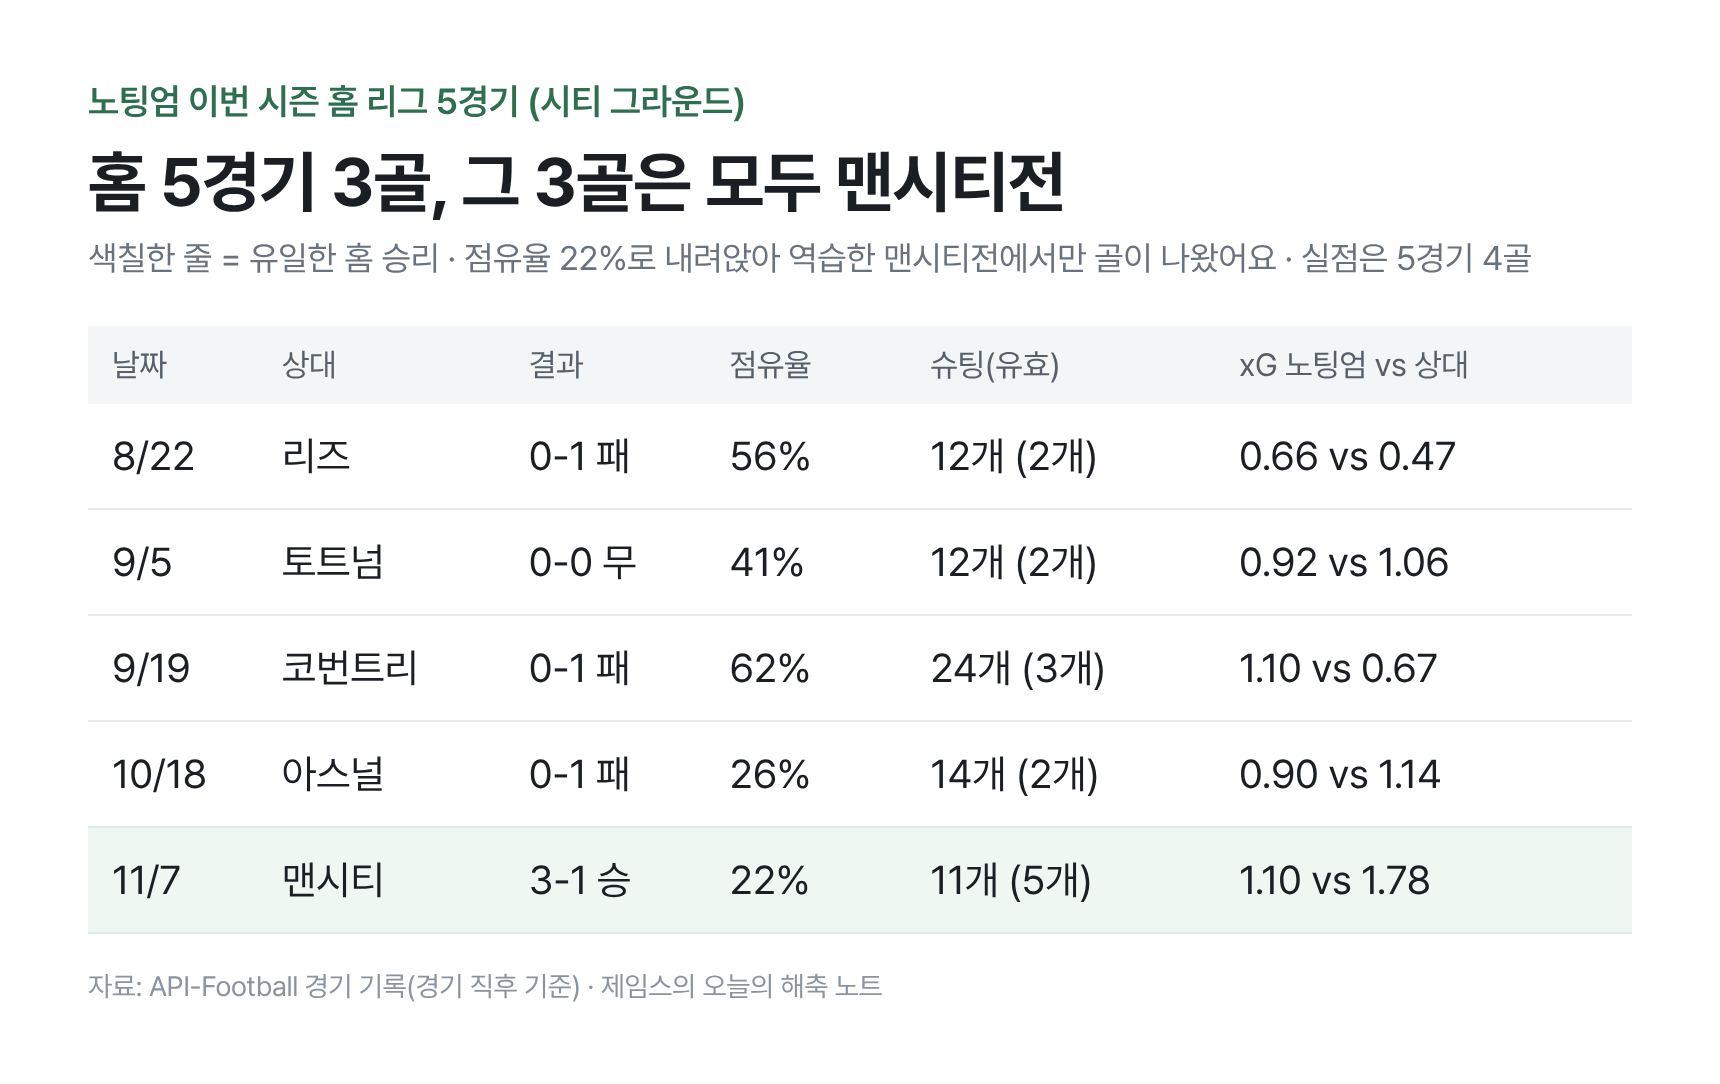 노팅엄 이번 시즌 홈 리그 5경기 (시티 그라운드)
홈 5경기 3골, 그 3골은 모두 맨시티전
색칠한 줄 = 유일한 홈 승리 · 점유율 22%로 내려앉아 역습한 맨시티전에서만 골이 나왔어요 · 실점은 5경기 4골
날짜 상대 결과 점유율 슈팅(유효) xG 노팅엄 vs 상대
8/22 리즈 0-1 패 56% 12개 (2개) 0.66 vs 0.47
9/5 토트넘 0-0 무 41% 12개 (2개) 0.92 vs 1.06
9/19 코번트리 0-1 패 62% 24개 (3개) 1.10 vs 0.67
10/18 아스널 0-1 패 26% 14개 (2개) 0.90 vs 1.14
11/7 맨시티 3-1 승 22% 11개 (5개) 1.10 vs 1.78
자료: API-Football 경기 기록(경기 직후 기준) · 제임스의 오늘의 해축 노트